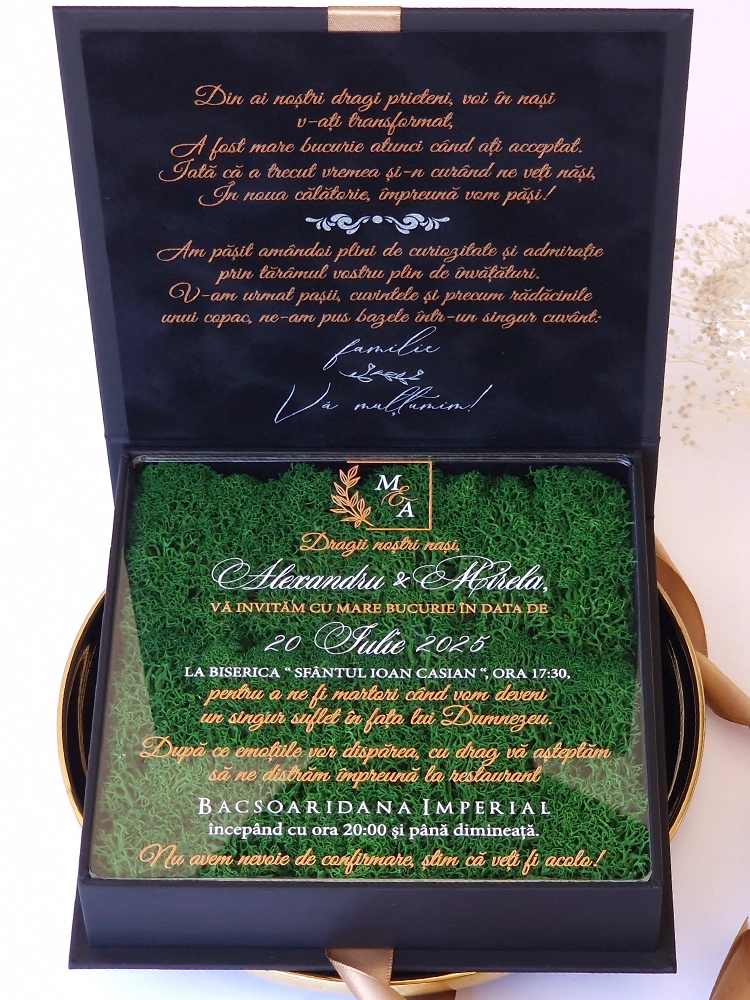 Din ai noștri dragi prieteni, voi în nași
v-ați transformat,
A fost mare bucurie atunci când ați acceptat.
Iată că a trecut vremea și-n curând ne veți năși,
În noua călătorie, împreună vom păși!
Am pășit amândoi plini de curiozitate și admirație
prin tărâmul vostru plin de învățături.
V-am urmat pașii, cuvintele și precum rădăcinile
unui copac, ne-am pus bazele într-un singur cuvânt:
familie
Vă mulțumim!
M
&
A
Dragii noștri nași,
Alexandru & Mirela,
VĂ INVITĂM CU MARE BUCURIE ÎN DATA DE
20 Iulie 2025
LA BISERICA “ SFÂNTUL IOAN CASIAN “, ORA 17:30,
pentru a ne fi martori când vom deveni
un singur suflet în fața lui Dumnezeu.
După ce emoțiile vor dispărea, cu drag vă așteptăm
să ne distrăm împreună la restaurant
BACSOARIDANA IMPERIAL
începând cu ora 20:00 și până dimineață.
Nu avem nevoie de confirmare, știm că veți fi acolo!